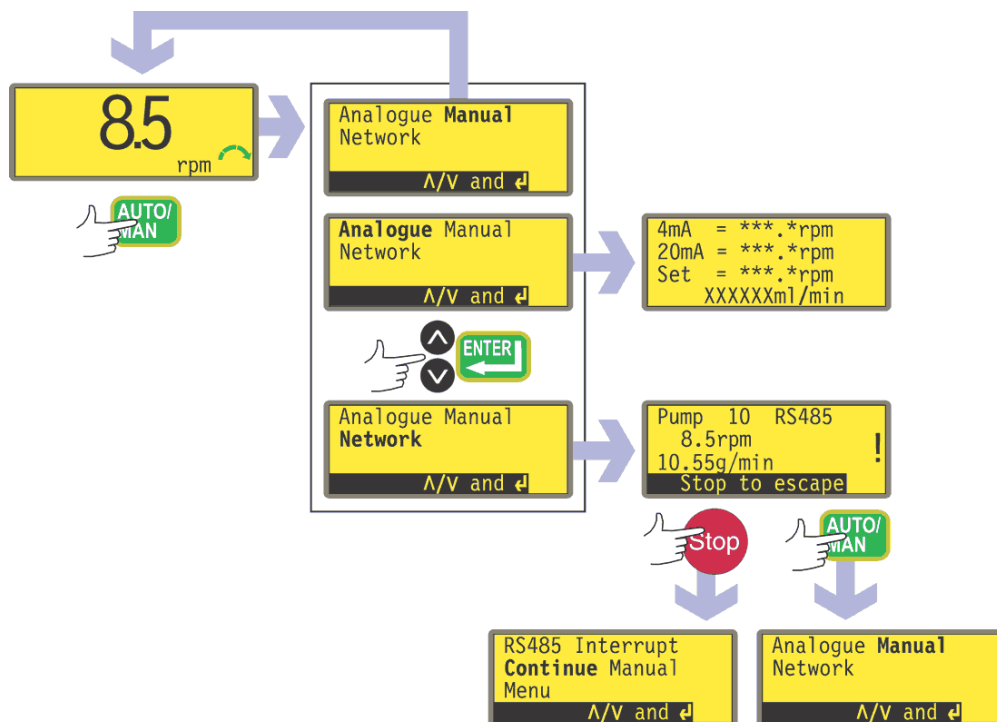 8.5
rpm
AUTO/
MAN
Analogue Manual
Network
∧/∨ and ↲
Analogue Manual
Network
∧/∨ and ↲
4mA = ***.*rpm
20mA = ***.*rpm
Set = ***.*rpm
XXXXXXml/min
ENTER
Analogue Manual
Network
∧/∨ and ↲
Pump 10 RS485
8.5rpm
10.55g/min
!
Stop to escape
Stop
AUTO/
MAN
RS485 Interrupt
Continue Manual
Menu
∧/∨ and ↲
Analogue Manual
Network
∧/∨ and ↲